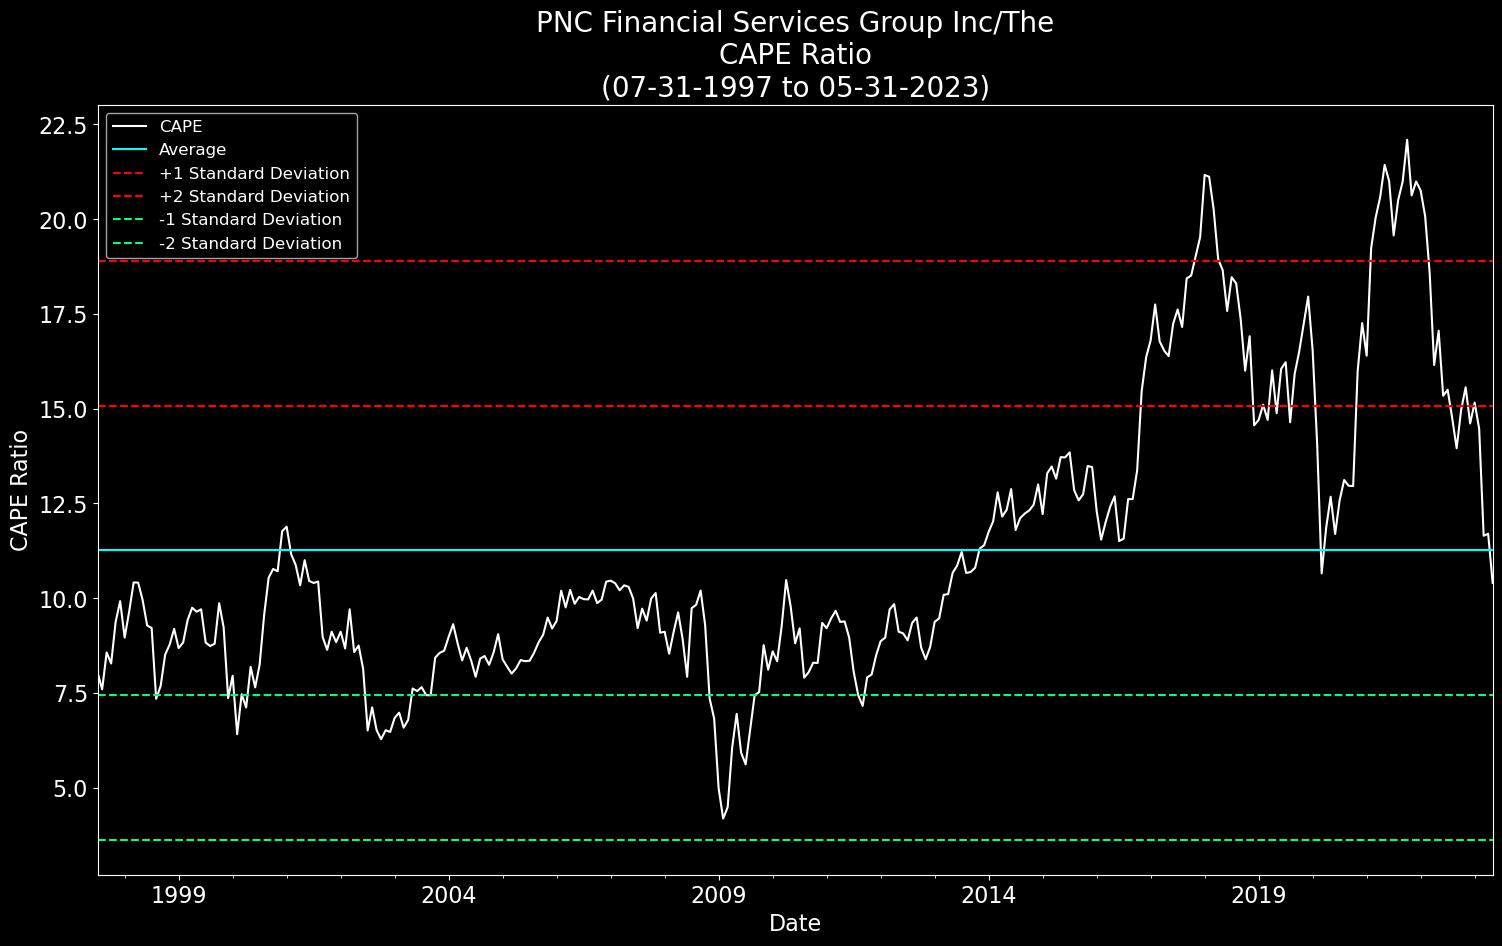 PNC Financial Services Group Inc/The
CAPE Ratio
(07-31-1997 to 05-31-2023)
CAPE
Average
+1 Standard Deviation
+2 Standard Deviation
-1 Standard Deviation
-2 Standard Deviation
22.5
20.0
17.5
15.0
12.5
10.0
7.5
5.0
CAPE Ratio
1999
2004
2009
2014
2019
Date